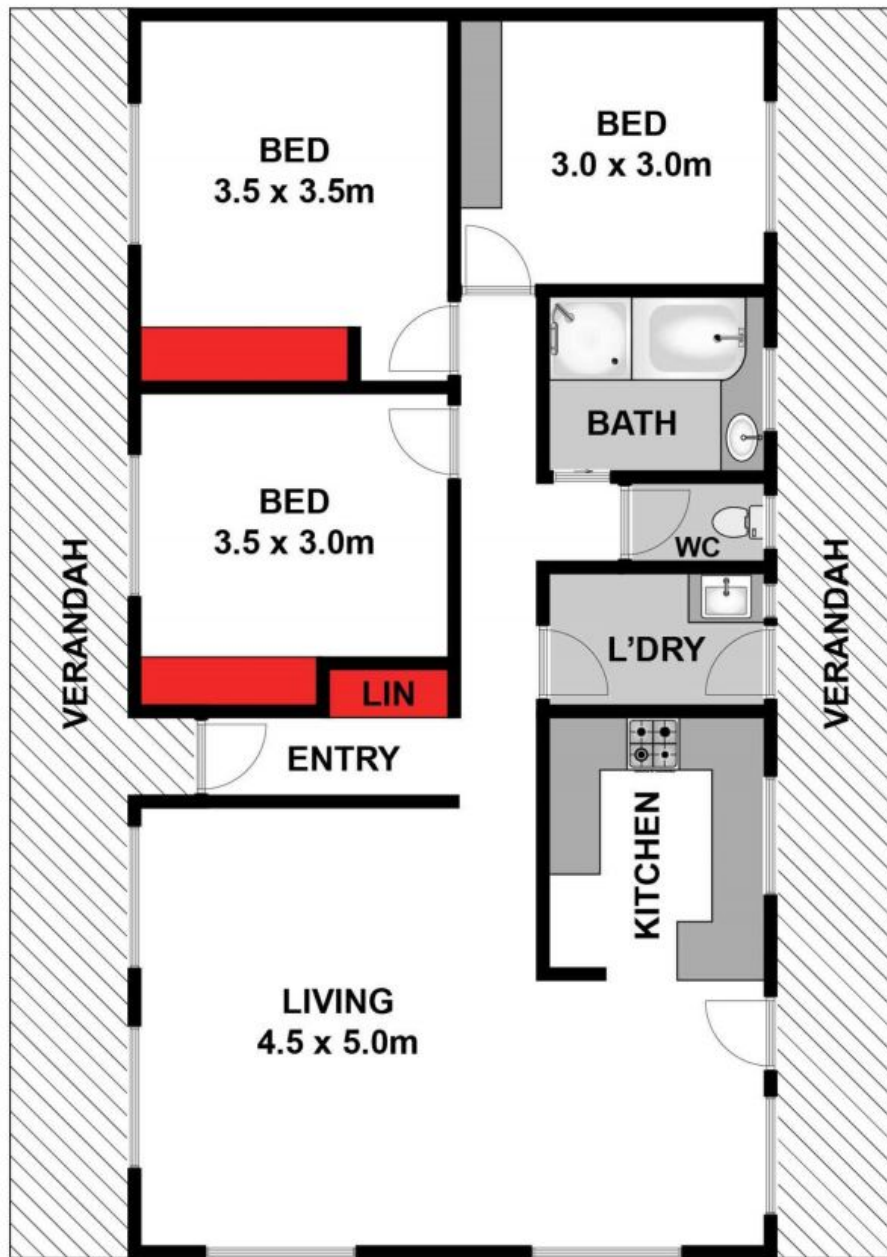 BED
3.5 x 3.5m
BED
3.0 x 3.0m
BATH
BED
3.5 x 3.0m
WC
VERANDAH
VERANDAH
L'DRY
LIN
ENTRY
KITCHEN
LIVING
4.5 x 5.0m